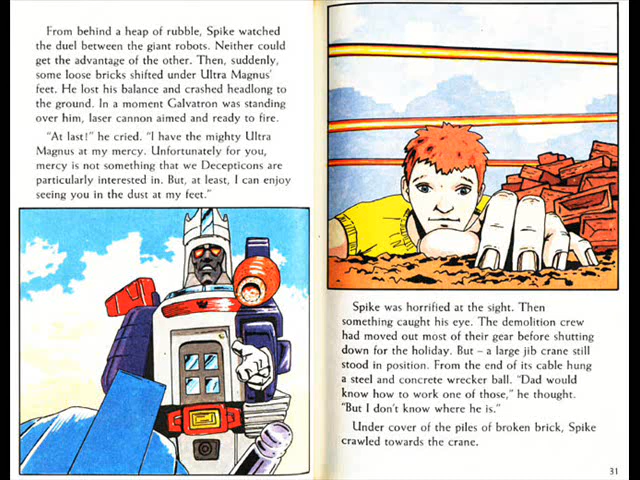 From behind a heap of rubble, Spike watched
the duel between the giant robots. Neither could
get the advantage of the other. Then, suddenly,
some loose bricks shifted under Ultra Magnus'
feet. He lost his balance and crashed headlong to
the ground. In a moment Galvatron was standing
over him, laser cannon aimed and ready to fire.
"At last!" he cried. "I have the mighty Ultra
Magnus at my mercy. Unfortunately for you,
mercy is not something that we Decepticons are
particularly interested in. But, at least, I can enjoy
seeing you in the dust at my feet."
Spike was horrified at the sight. Then
something caught his eye. The demolition crew
had moved out most of their gear before shutting
down for the holiday. But – a large jib crane still
stood in position. From the end of its cable hung
a steel and concrete wrecker ball. "Dad would
know how to work one of those," he thought.
"But I don't know where he is."
Under cover of the piles of broken brick, Spike
crawled towards the crane.
31